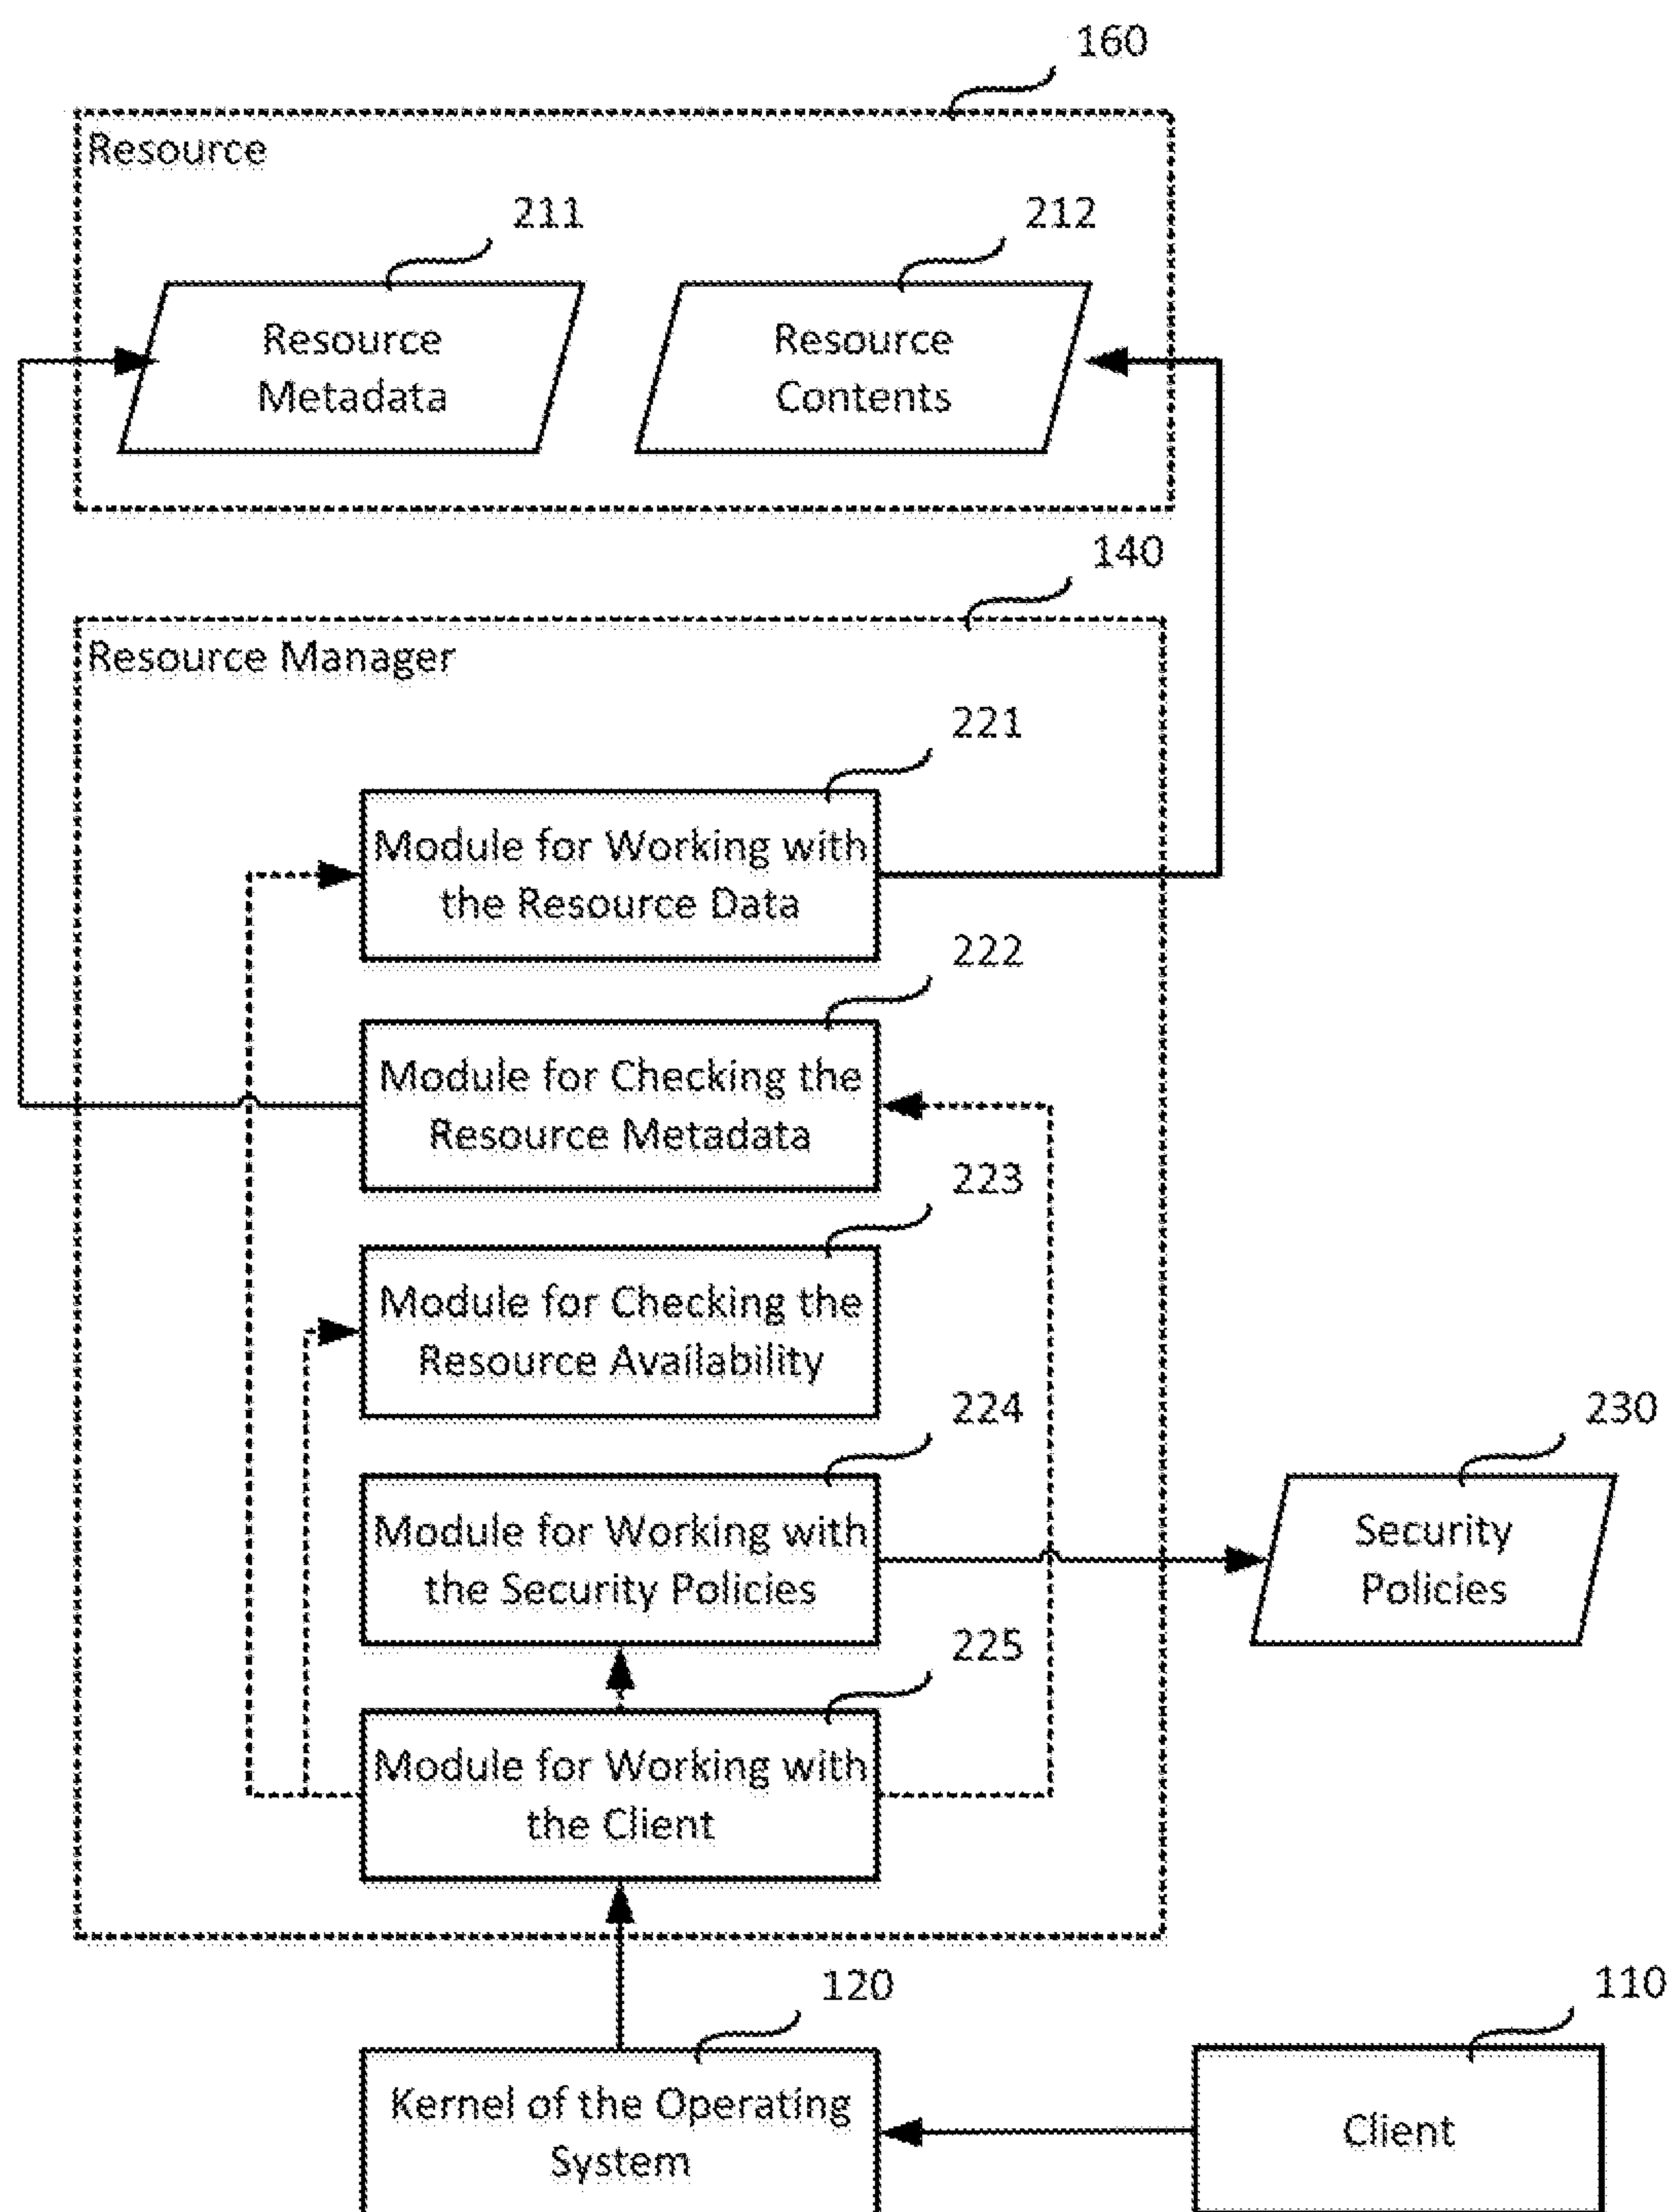 160
Resource
211
212
Resource
Metadata
Resource
Contents
140
Resource Manager
221
Module for Working with
the Resource Data
222
Module for Checking the
Resource Metadata
223
Module for Checking the
Resource Availability
224
230
Module for Working with
the Security Policies
Security
Policies
225
Module for Working with
the Client
120
110
Kernel of the Operating
System
Client